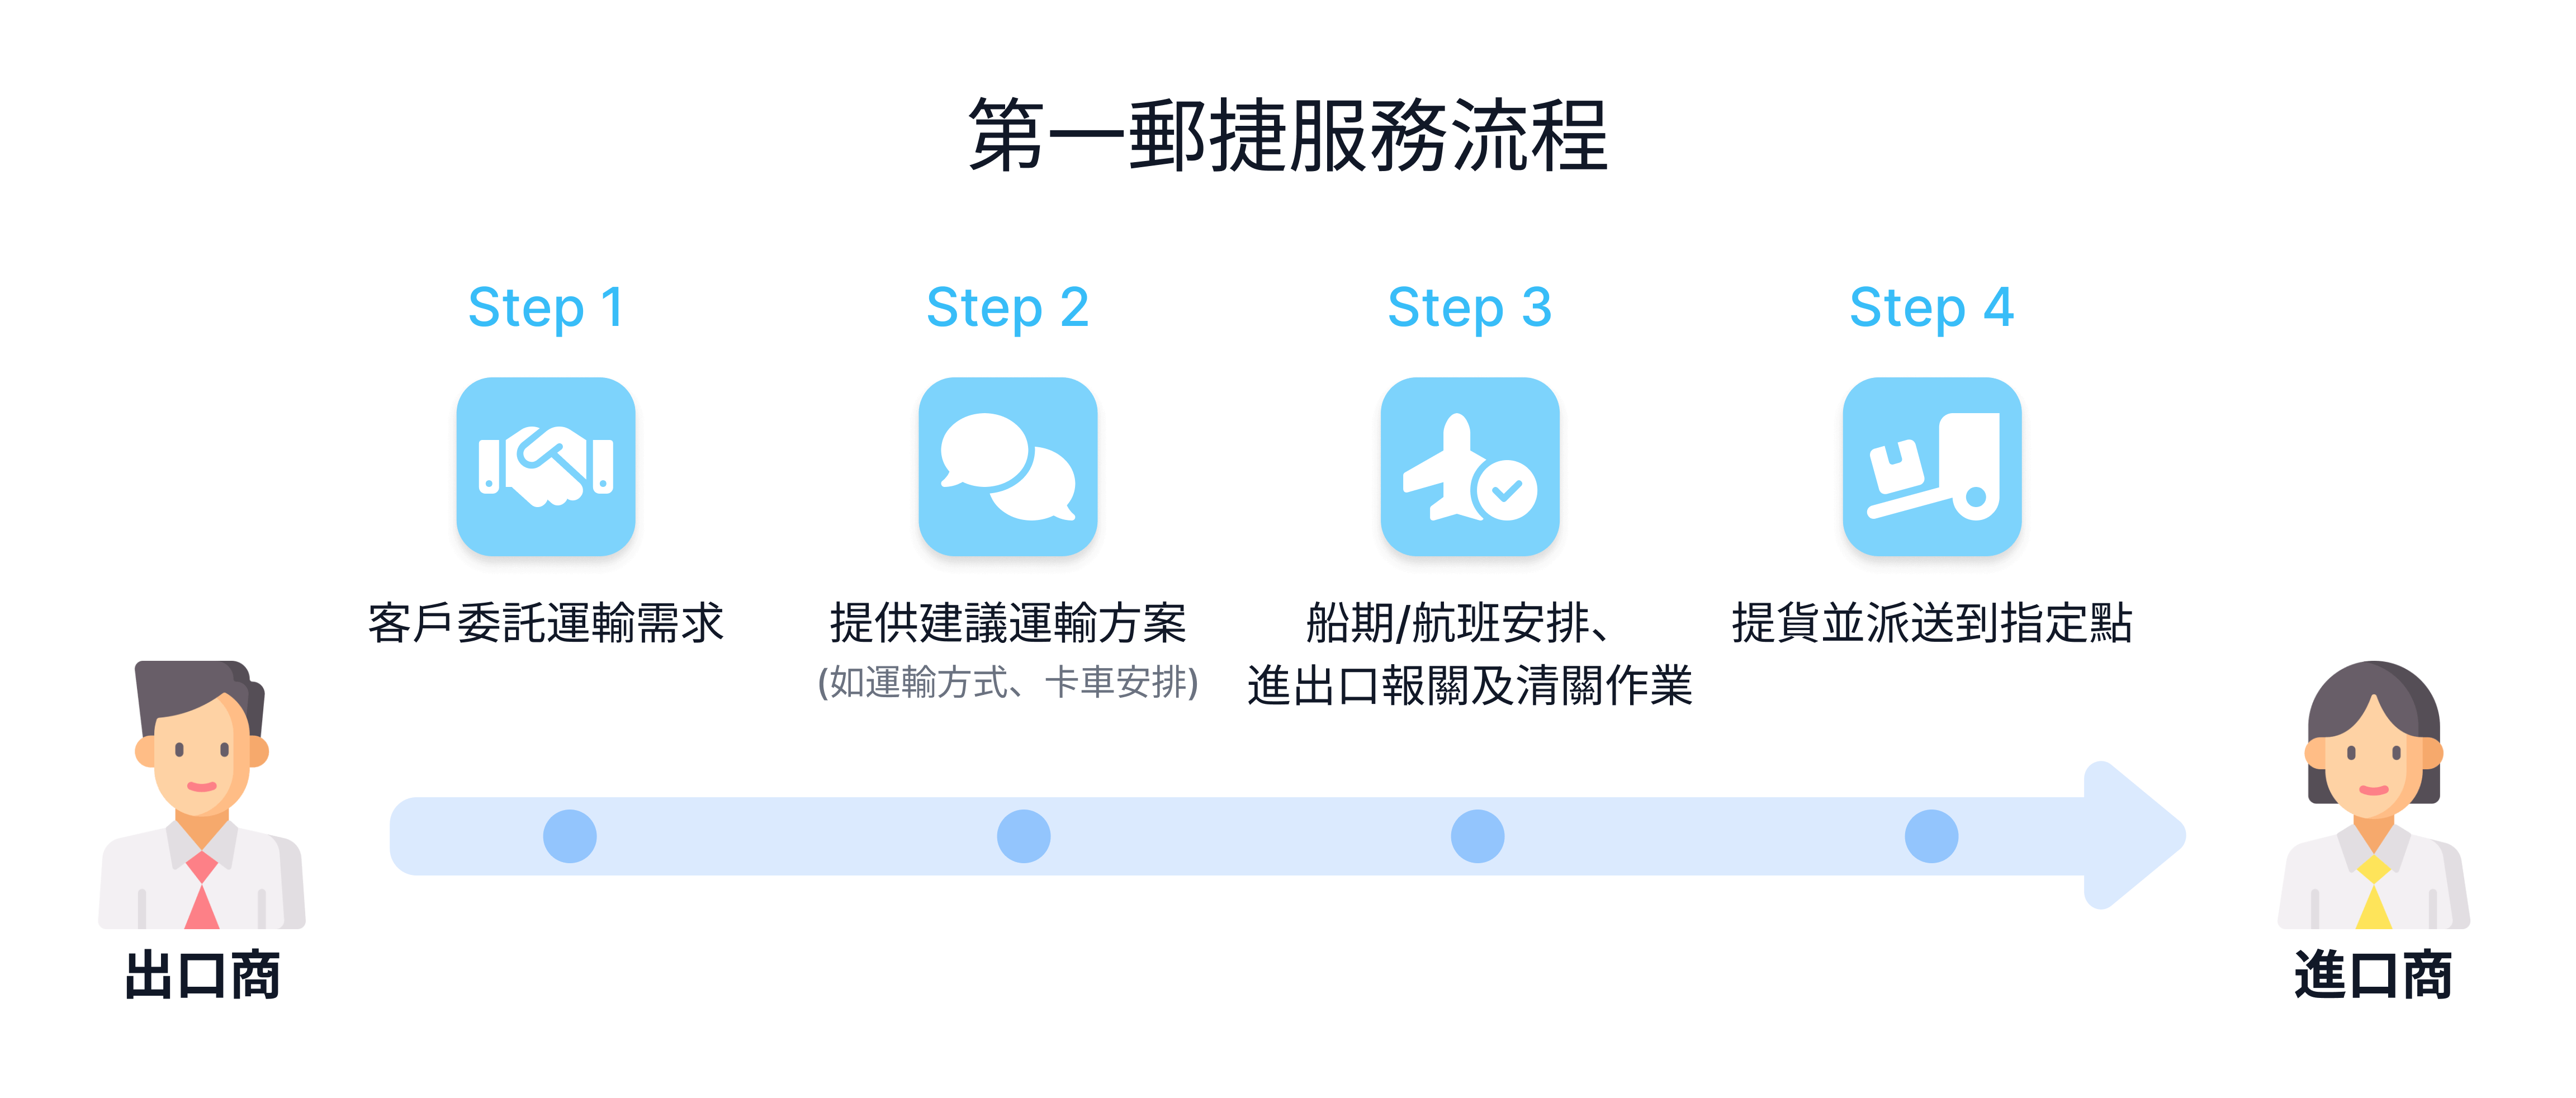 第一郵捷服務流程
Step 1
客戶委託運輸需求
Step 2
提供建議運輸方案
(如運輸方式、卡車安排)
Step 3
船期/航班安排、
進出口報關及清關作業
Step 4
提貨並派送到指定點
出口商
進口商